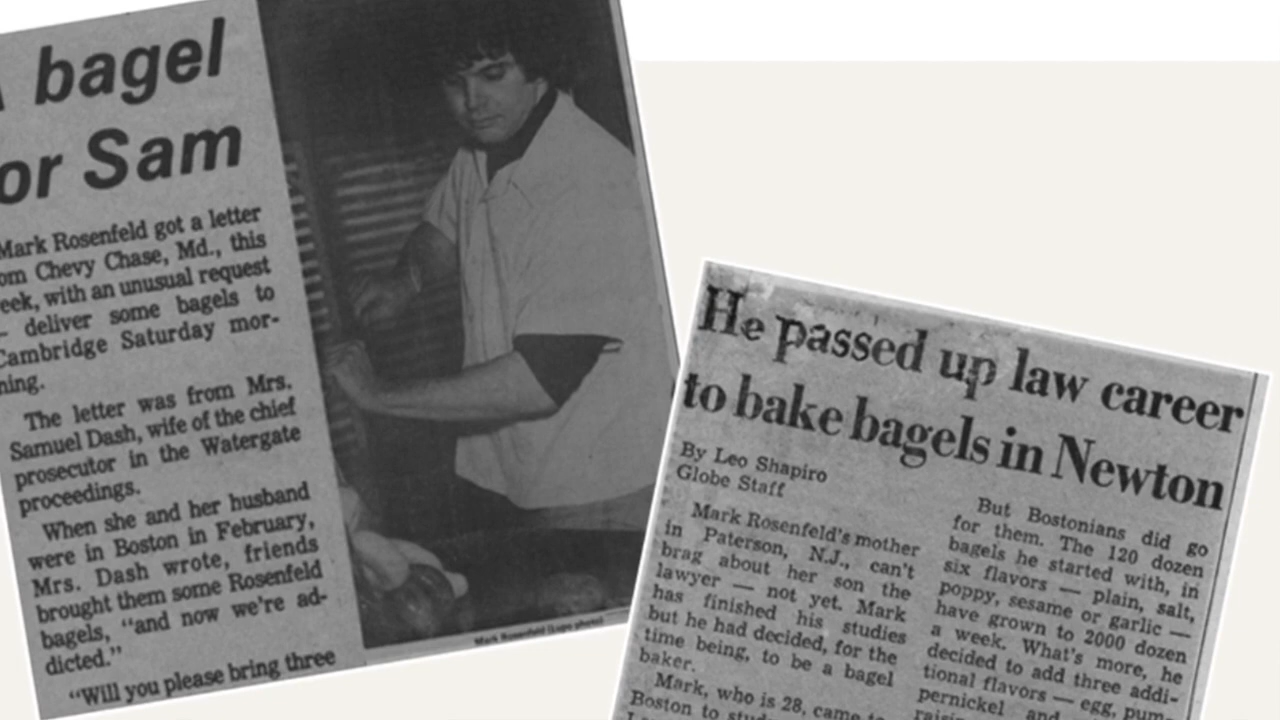 bagel
or Sam
Mark Rosenfeld got a letter
om Chevy Chase, Md., this
eek, with an unusual request
– deliver some bagels to
Cambridge Saturday mor-
ning.
The letter was from Mrs.
Samuel Dash, wife of the chief
prosecutor in the Watergate
proceedings.
When she and her husband
were in Boston in February,
Mrs. Dash wrote, friends
brought them some Rosenfeld
bagels, “and now we're ad-
dicted.”
“Will you please bring three
Mark Rosenfeld (Lupo photo)
He passed up law career
to bake bagels in Newton
By Leo Shapiro
Globe Staff
Mark Rosenfeld's mother
in Paterson, N.J., can't
brag about her son the
lawyer — not yet. Mark
has finished his studies
but he had decided, for the
time being, to be a bagel
baker.
Mark, who is 28, came to
Boston to
But Bostonians did go
for them. The 120 dozen
bagels he started with, in
six flavors — plain, salt,
poppy, sesame or garlic —
have grown to 2000 dozen
a week. What's more, he
decided to add three addi-
tional flavors — egg, pum-
pernickel and